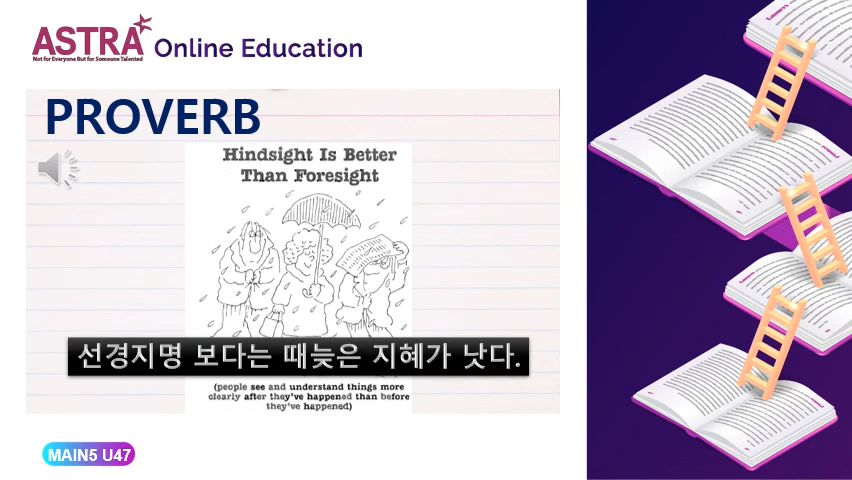 ASTRA Online Education
Not for Everyone But for Someone Talented
PROVERB
Hindsight Is Better
Than Foresight
선경지명 보다는 때늦은 지혜가 낫다.
(people see and understand things more
clearly after they've happened than before
they've happened)
MAIN5 U47